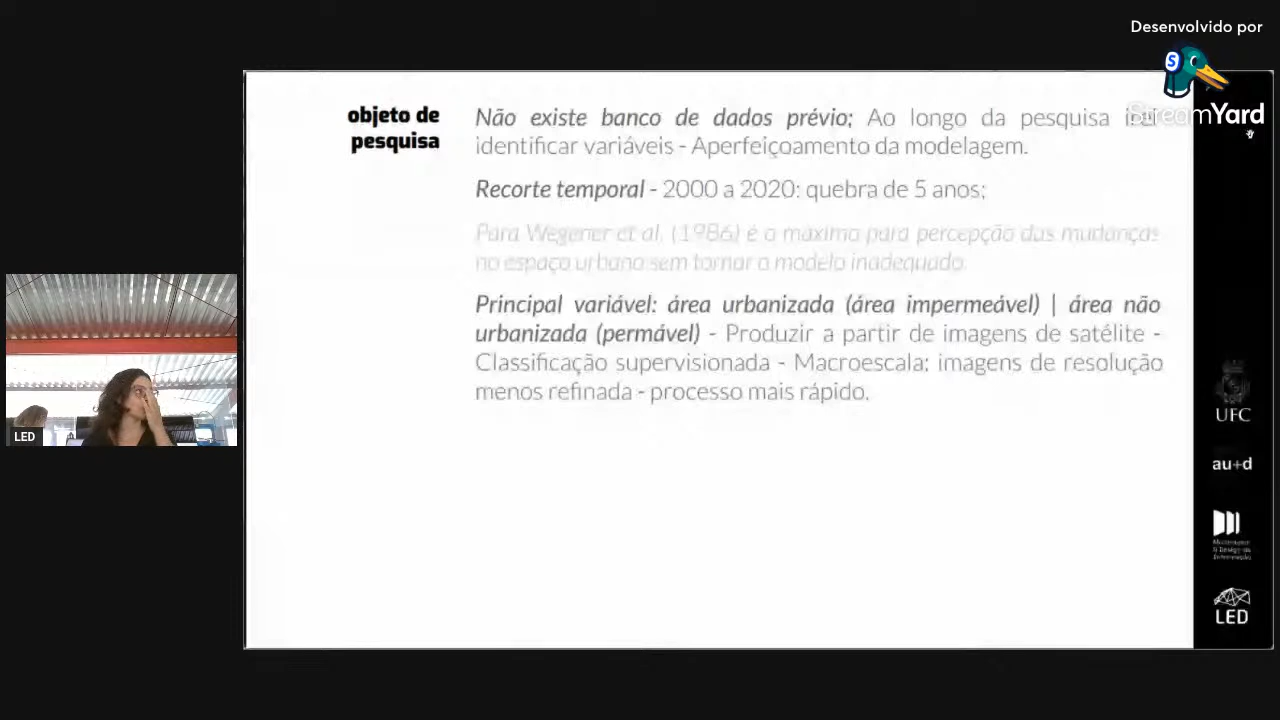 Desenvolvido por
StreamYard
objeto de
pesquisa
Não existe banco de dados prévio; Ao longo da pesquisa
identificar variáveis - Aperfeiçoamento da modelagem.
Recorte temporal - 2000 a 2020: quebra de 5 anos;
Para Wegener et al. (1986) é o máximo para percepção das mudanças
no espaço urbano sem tornar o modelo inadequado.
Principal variável: área urbanizada (área impermeável) | área não
urbanizada (permável) - Produzir a partir de imagens de satélite -
Classificação supervisionada - Macroescala: imagens de resolução
menos refinada - processo mais rápido.
LED
UFC
au+d
LED